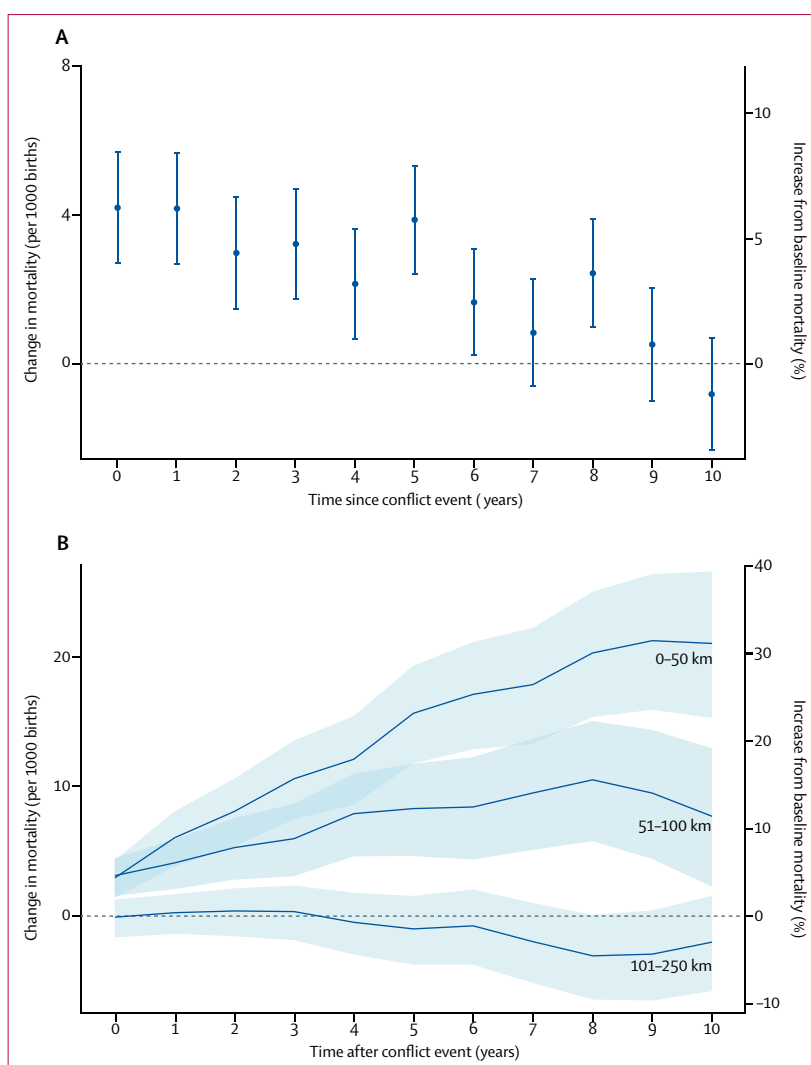 A
8
4
0
Change in mortality (per 1000 births)
10
5
0
Increase from baseline mortality (%)
0 1 2 3 4 5 6 7 8 9 10
Time since conflict event ( years)
B
20
10
0
Change in mortality (per 1000 births)
40
30
20
10
0
–10
Increase from baseline mortality (%)
0–50 km
51–100 km
101–250 km
0 1 2 3 4 5 6 7 8 9 10
Time after conflict event (years)